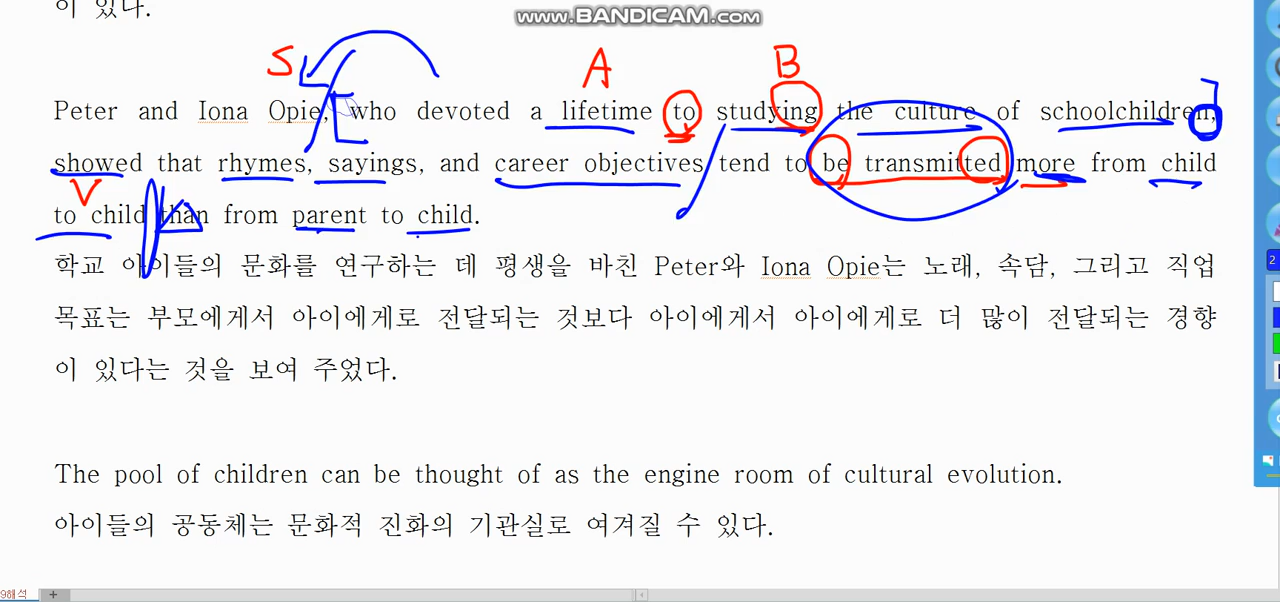 이 있다.
www.BANDICAM.com
S A B
Peter and Iona Opie, who devoted a lifetime to studying the culture of schoolchildren,
showed that rhymes, sayings, and career objectives tend to be transmitted more from child
V
to child than from parent to child.
학교 아이들의 문화를 연구하는 데 평생을 바친 Peter와 Iona Opie는 노래, 속담, 그리고 직업
목표는 부모에게서 아이에게로 전달되는 것보다 아이에게서 아이에게로 더 많이 전달되는 경향
이 있다는 것을 보여 주었다.
The pool of children can be thought of as the engine room of cultural evolution.
아이들의 공동체는 문화적 진화의 기관실로 여겨질 수 있다.
9해석
2